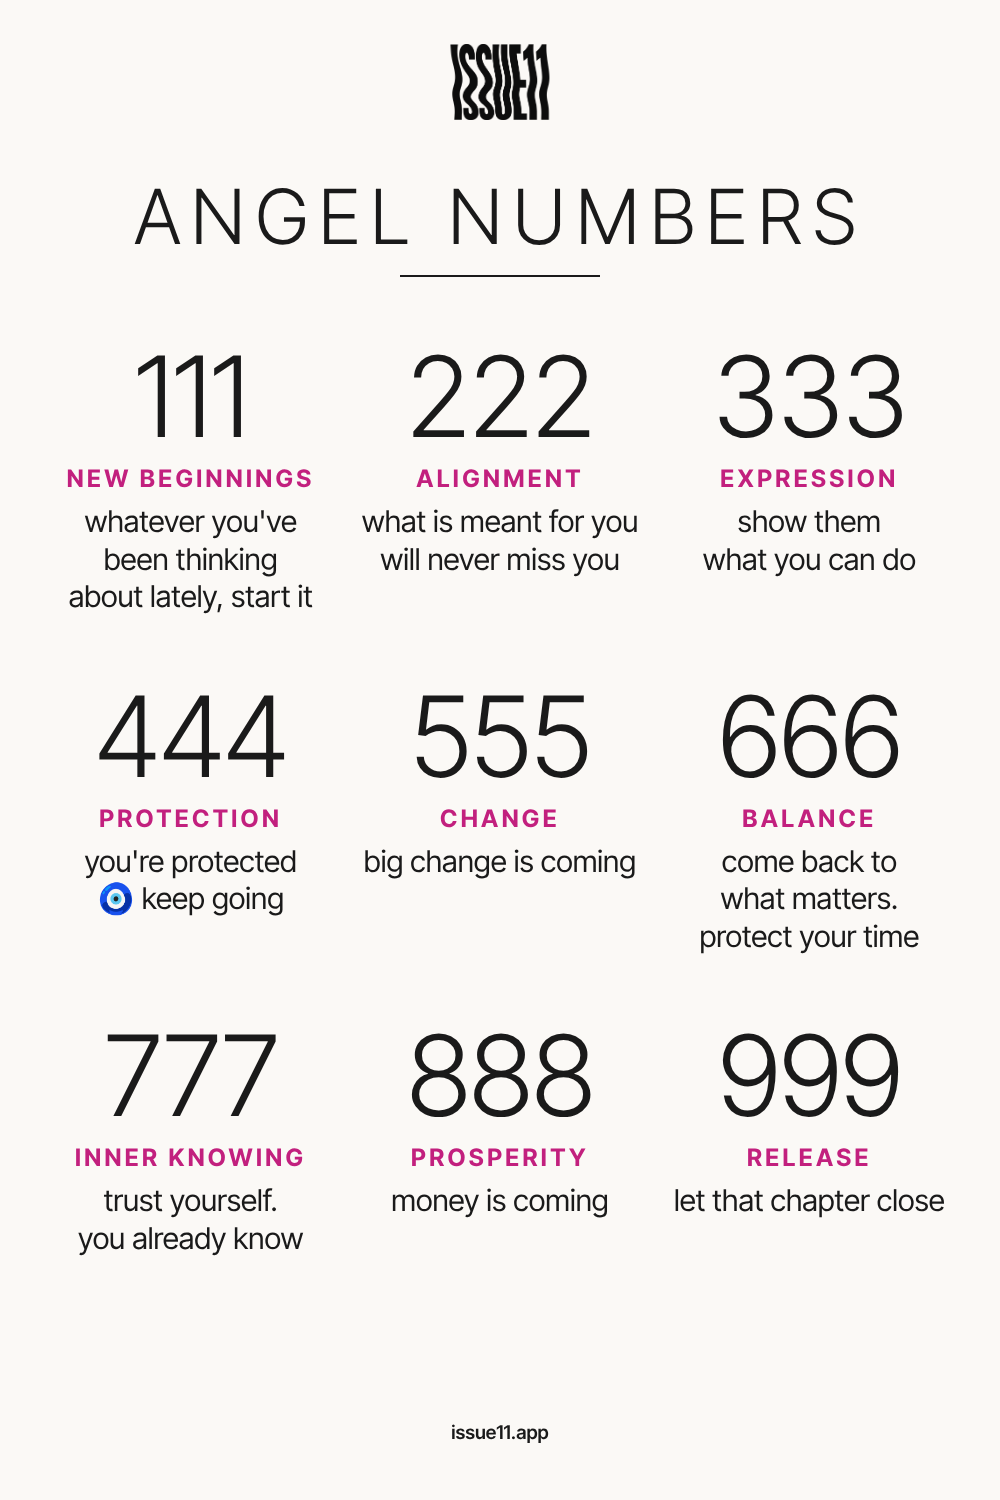 ISSUE11
ANGEL NUMBERS
111
NEW BEGINNINGS
whatever you've
been thinking
about lately, start it
222
ALIGNMENT
what is meant for you
will never miss you
333
EXPRESSION
show them
what you can do
444
PROTECTION
you're protected
🧿 keep going
555
CHANGE
big change is coming
666
BALANCE
come back to
what matters.
protect your time
777
INNER KNOWING
trust yourself.
you already know
888
PROSPERITY
money is coming
999
RELEASE
let that chapter close
issue11.app